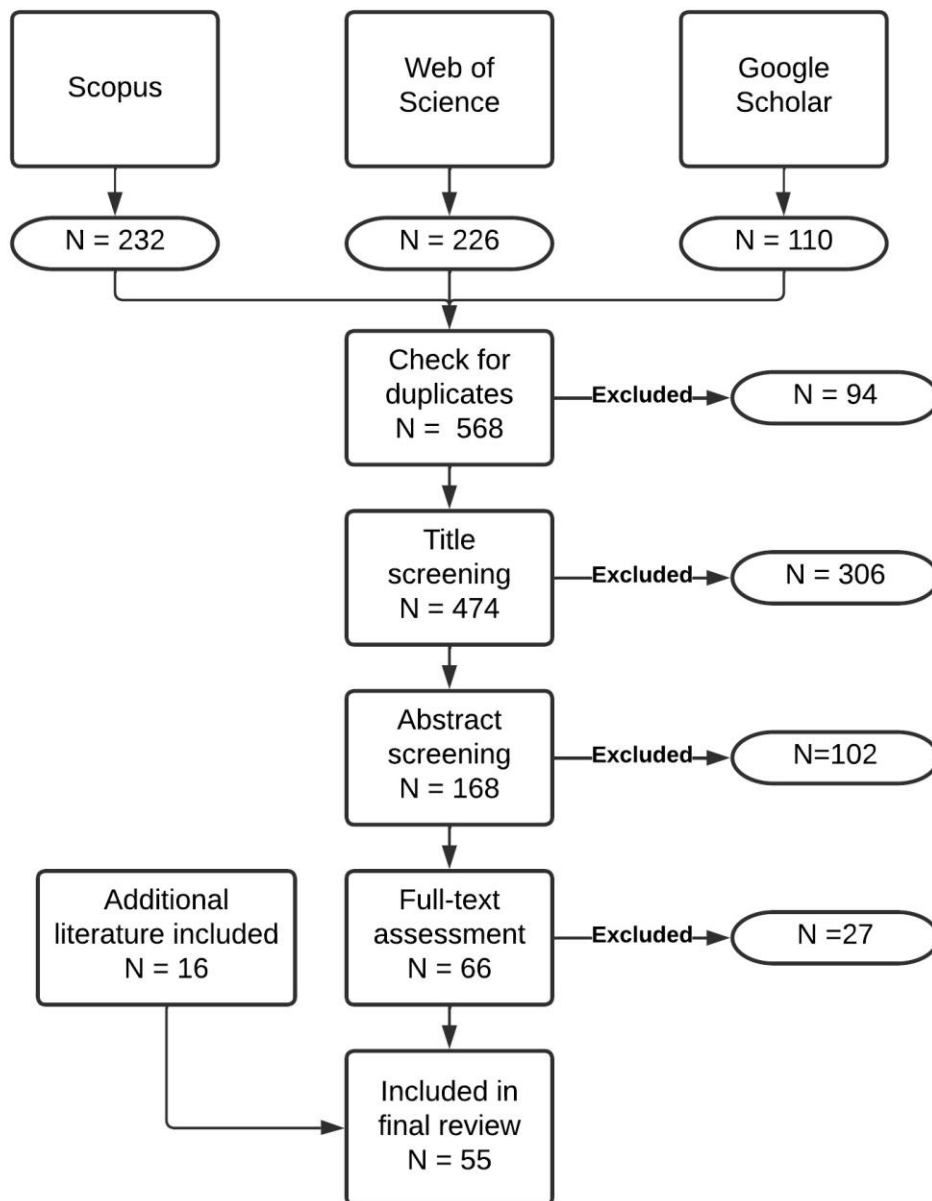 Scopus
Web of
Science
Google
Scholar
N = 232
N = 226
N = 110
Check for
duplicates
N =  568
Excluded
N = 94
Title
screening
N = 474
Excluded
N = 306
Abstract
screening
N = 168
Excluded
N=102
Additional
literature included
N = 16
Full-text
assessment
N = 66
Excluded
N =27
Included in
final review
N = 55